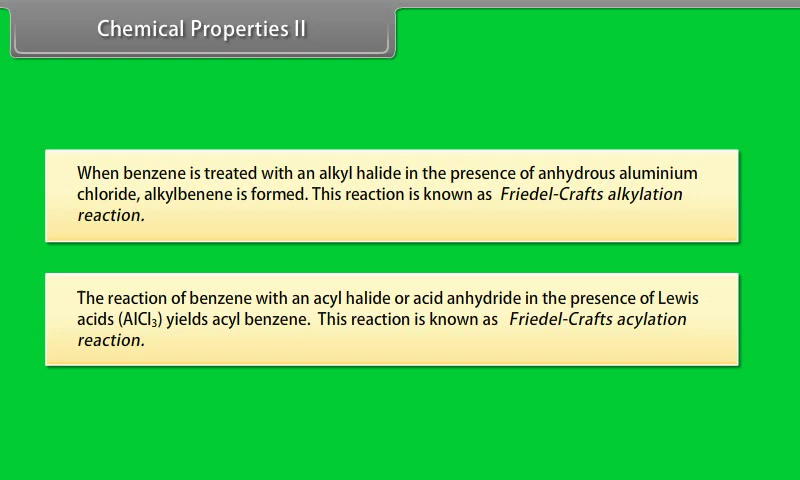 Chemical Properties II
When benzene is treated with an alkyl halide in the presence of anhydrous aluminium
chloride, alkylbenene is formed. This reaction is known as Friedel-Crafts alkylation
reaction.
The reaction of benzene with an acyl halide or acid anhydride in the presence of Lewis
acids (AlCl₃) yields acyl benzene. This reaction is known as Friedel-Crafts acylation
reaction.